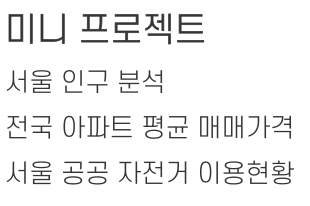 미니 프로젝트
서울 인구 분석
전국 아파트 평균 매매가격
서울 공공 자전거 이용현황